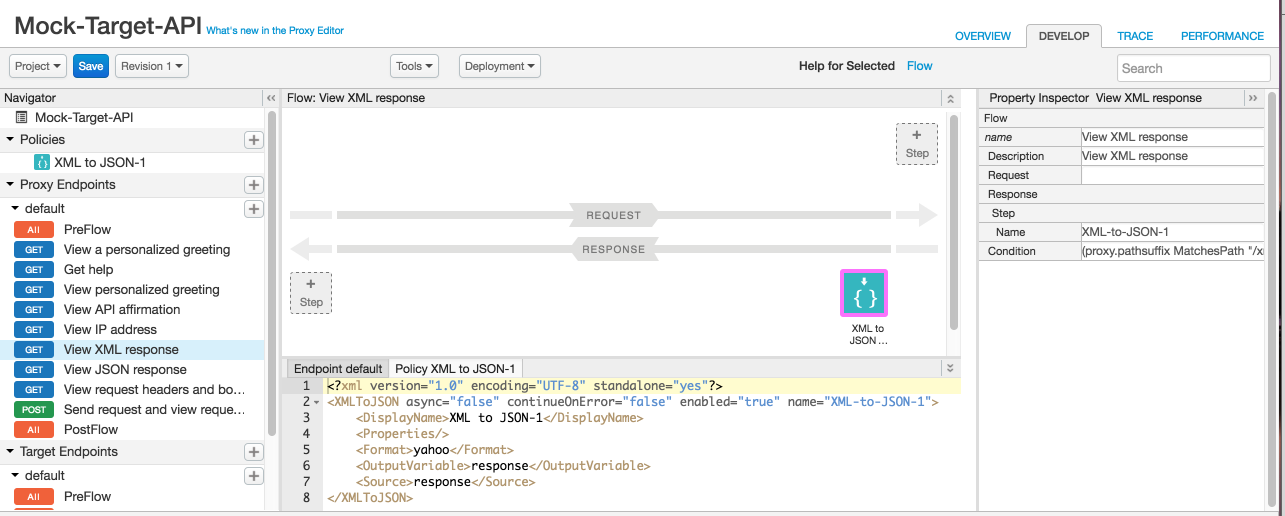 Mock-Target-API What's new in the Proxy Editor
OVERVIEW DEVELOP TRACE PERFORMANCE
Project Save Revision 1 Tools Deployment Help for Selected Flow Search
Navigator
Mock-Target-API
Policies
XML to JSON-1
Proxy Endpoints
default
All PreFlow
GET View a personalized greeting
GET Get help
GET View personalized greeting
GET View API affirmation
GET View IP address
GET View XML response
GET View JSON response
GET View request headers and bo...
POST Send request and view reque...
All PostFlow
Target Endpoints
default
All PreFlow
Flow: View XML response
+
Step
REQUEST
RESPONSE
+
Step
{ }
XML to
JSON ...
Endpoint default Policy XML to JSON-1
1 <?xml version="1.0" encoding="UTF-8" standalone="yes"?>
2 <XMLToJSON async="false" continueOnError="false" enabled="true" name="XML-to-JSON-1">
3 <DisplayName>XML to JSON-1</DisplayName>
4 <Properties/>
5 <Format>yahoo</Format>
6 <OutputVariable>response</OutputVariable>
7 <Source>response</Source>
8 </XMLToJSON>
Property Inspector View XML response
Flow
name View XML response
Description View XML response
Request
Response
Step
Name XML-to-JSON-1
Condition (proxy.pathsuffix MatchesPath "/x